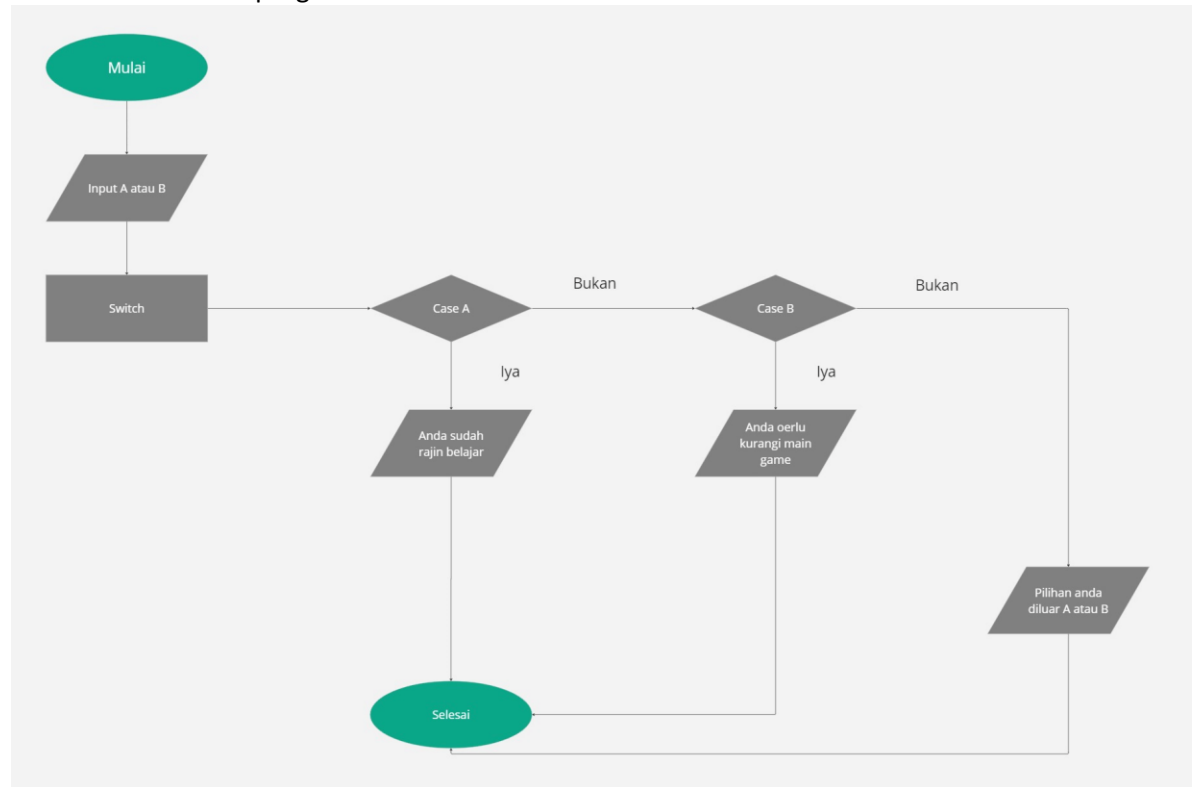 Mulai
Input A atau B
Switch
Case A
Bukan
Case B
Bukan
Iya
Iya
Anda sudah
rajin belajar
Anda oerlu
kurangi main
game
Pilihan anda
diluar A atau B
Selesai